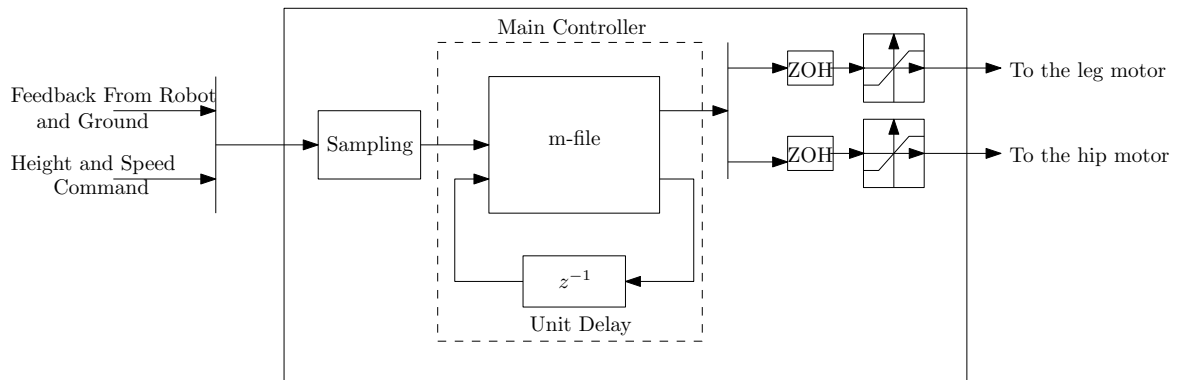 Main Controller
Feedback From Robot
and Ground
Height and Speed
Command
Sampling
m-file
z⁻¹
Unit Delay
ZOH
To the leg motor
ZOH
To the hip motor